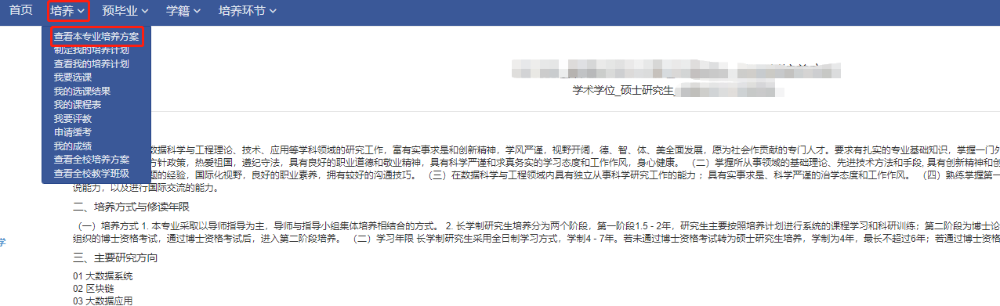 首页 培养 预毕业 学籍 培养环节
查看本专业培养方案
制定我的培养计划
查看我的培养计划
我要选课
我的选课结果
我的课程表
我要评教
申请缓考
我的成绩
查看全校培养方案
查看全校教学班级
学术学位_硕士研究生_
数据科学与工程理论、技术、应用等学科领域的研究工作，富有实事求是和创新精神，学风严谨，视野开阔，德、智、体、美全面发展，愿为社会作贡献的专门人才。要求有扎实的专业基础知识，掌握一门外
方针政策，热爱祖国，遵纪守法，具有良好的职业道德和敬业精神，具有科学严谨和求真务实的学习态度和工作作风，身心健康。 （二）掌握所从事领域的基础理论、先进技术方法和手段, 具有创新精神和创
题的经验，国际化视野，良好的职业素养，拥有较好的沟通技巧。 （三）在数据科学与工程领域内具有独立从事科学研究工作的能力 ；具有实事求是、科学严谨的治学态度和工作作风。 （四）熟练掌握第一
说能力，以及进行国际交流的能力。
二、培养方式与修读年限
（一）培养方式 1. 本专业采取以导师指导为主，导师与指导小组集体培养相结合的方式。 2. 长学制研究生培养分为两个阶段，第一阶段1.5 - 2年，研究生主要按照培养计划进行系统的课程学习和科研训练；第二阶段为博士论
组织的博士资格考试，通过博士资格考试后，进入第二阶段培养。 （二）学习年限 长学制研究生采用全日制学习方式，学制4 - 7年。若未通过博士资格考试转为硕士研究生培养，学制为4年，最长不超过6年；若通过博士资格
学
三、主要研究方向
01 大数据系统
02 区块链
03 大数据应用